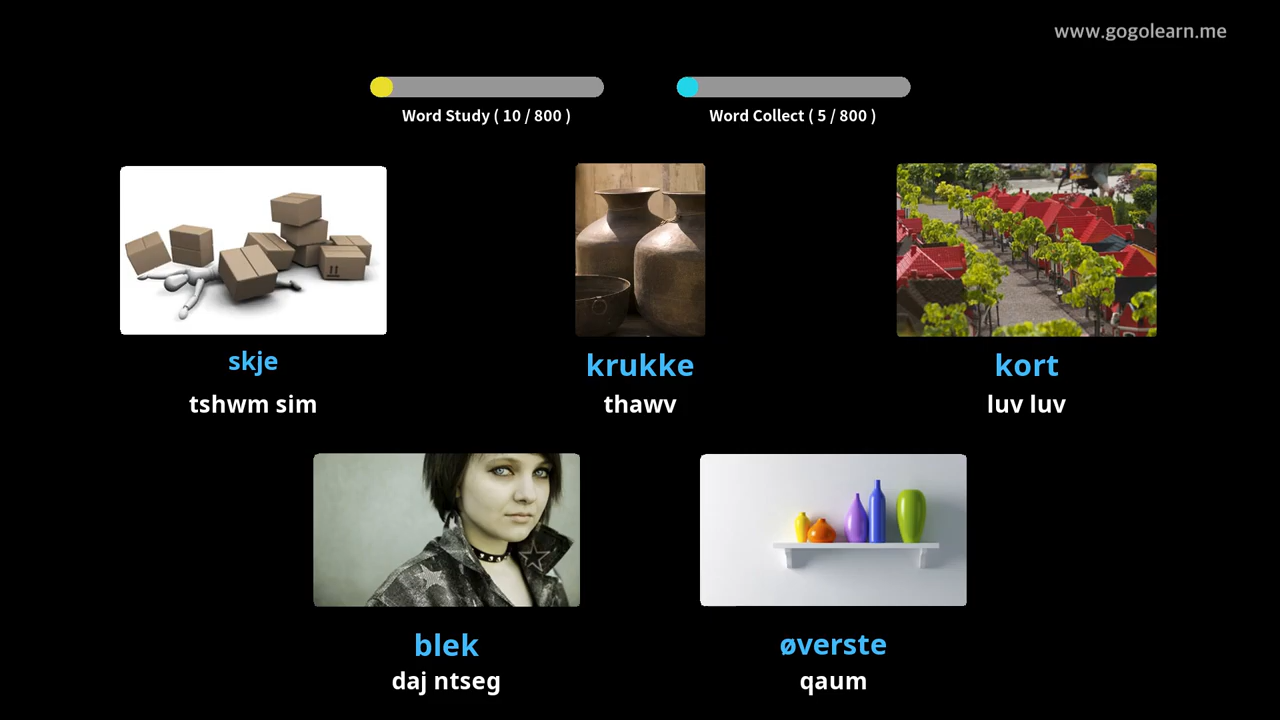 www.gogolearn.me
Word Study ( 10 / 800 )
Word Collect ( 5 / 800 )
skje
tshwm sim
krukke
thawv
kort
luv luv
blek
daj ntseg
øverste
qaum